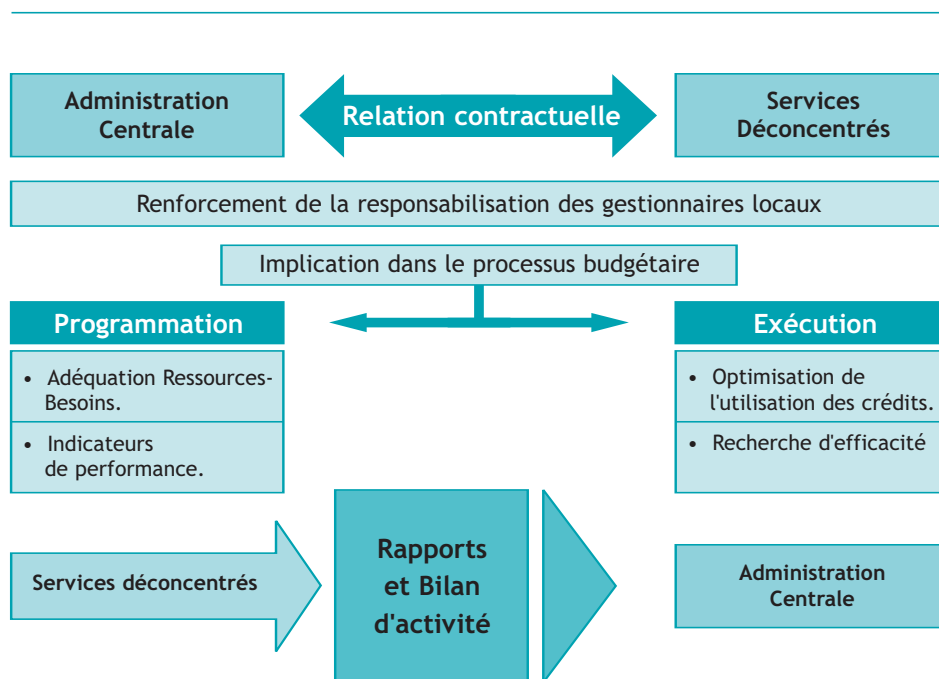 Administration
Centrale
Relation contractuelle
Services
Déconcentrés
Renforcement de la responsabilisation des gestionnaires locaux
Implication dans le processus budgétaire
Programmation
Exécution
• Adéquation Ressources-
Besoins.
• Indicateurs
de performance.
• Optimisation de
l'utilisation des crédits.
• Recherche d'efficacité
Services déconcentrés
Rapports
et Bilan
d'activité
Administration
Centrale